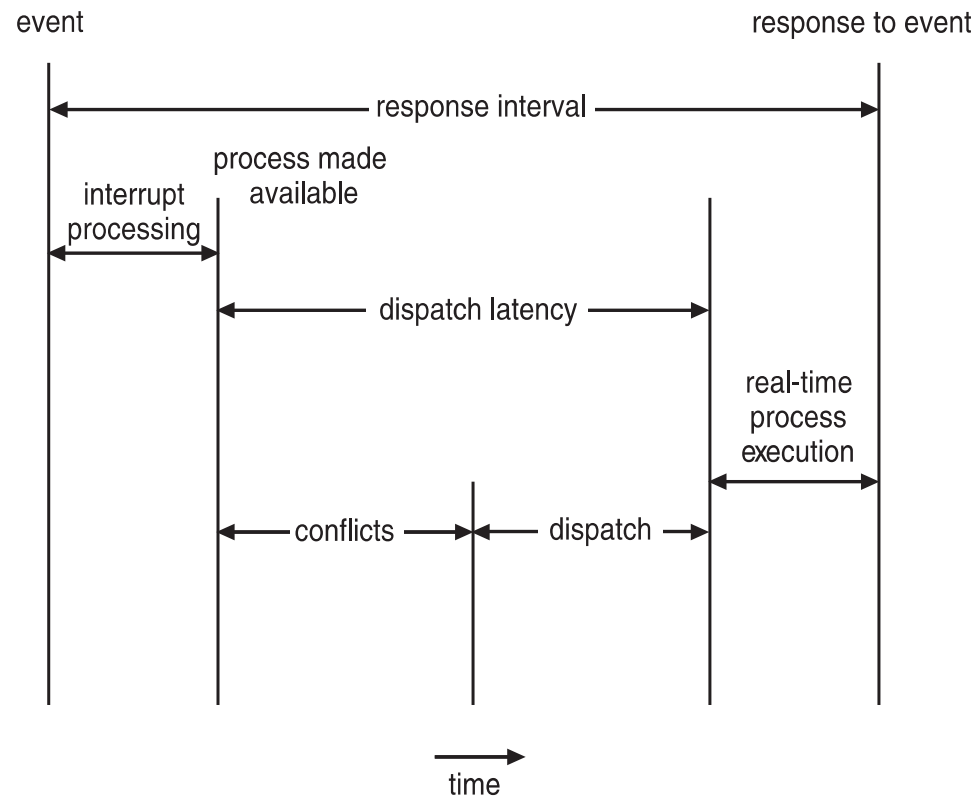 event
response to event
response interval
process made
available
interrupt
processing
dispatch latency
real-time
process
execution
conflicts
dispatch
time